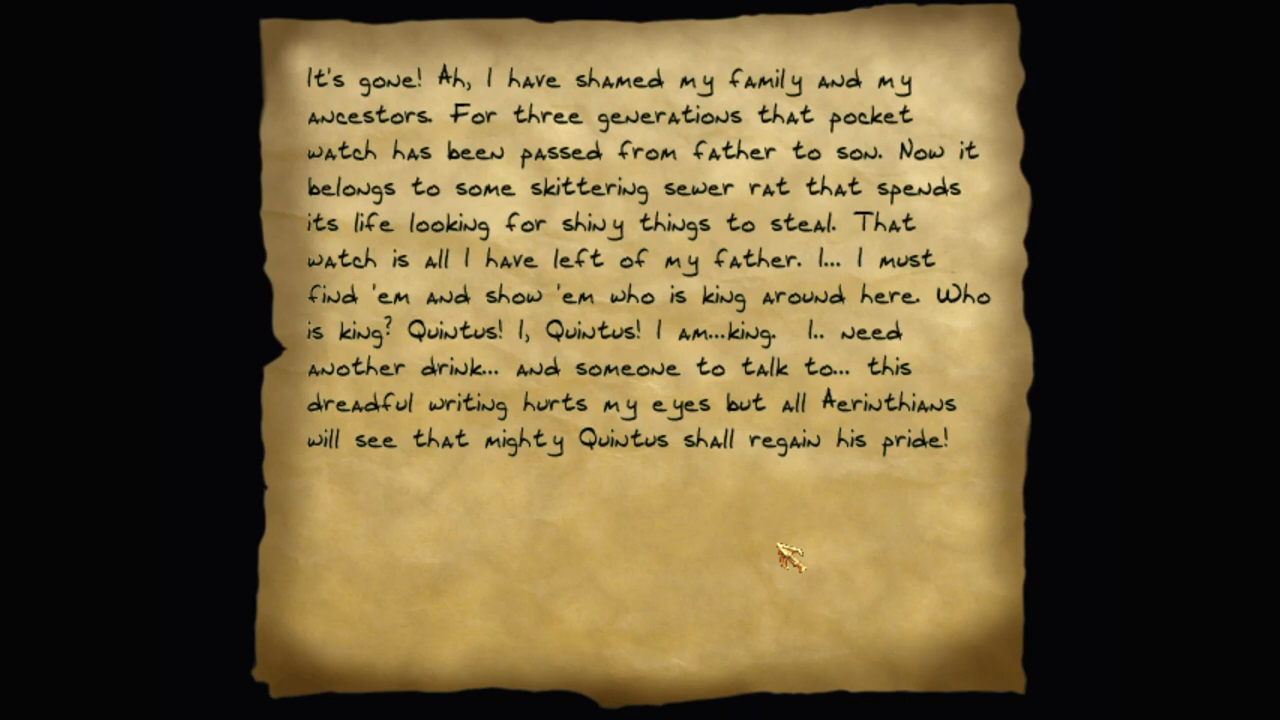 It's gone! Ah, I have shamed my family and my
ancestors. For three generations that pocket
watch has been passed from father to son. Now it
belongs to some skittering sewer rat that spends
its life looking for shiny things to steal. That
watch is all I have left of my father. I... I must
find 'em and show 'em who is king around here. Who
is king? Quintus! I, Quintus! I am...king.  I.. need
another drink... and someone to talk to... this
dreadful writing hurts my eyes but all Aerinthians
will see that mighty Quintus shall regain his pride!